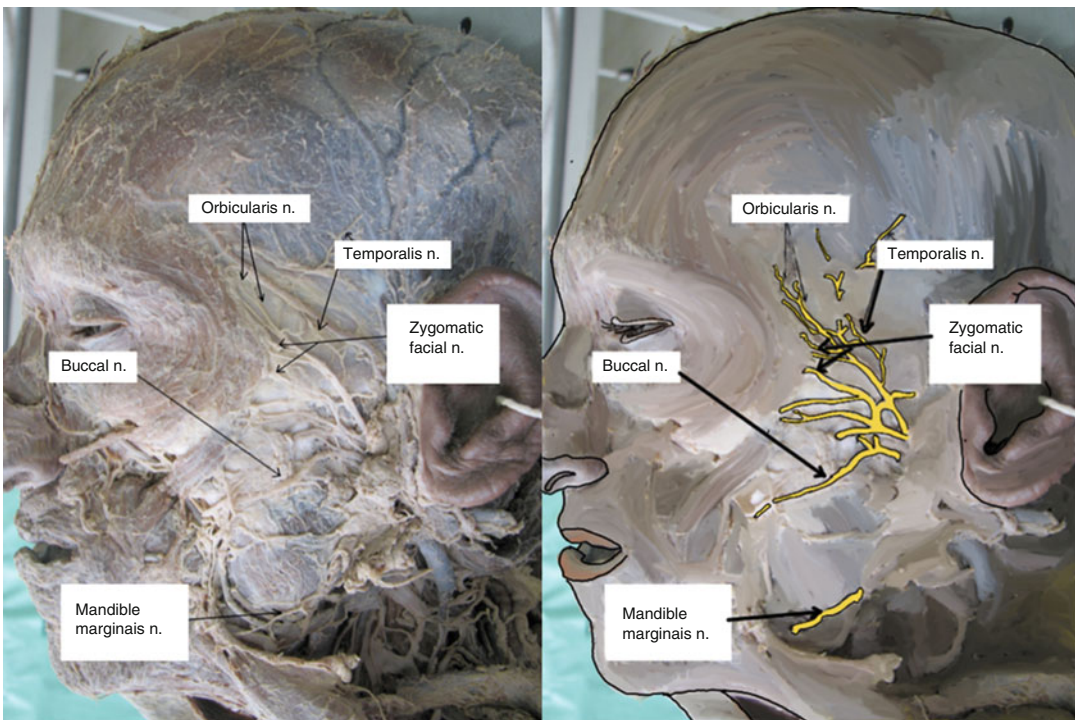 Orbicularis n.
Temporalis n.
Zygomatic
facial n.
Buccal n.
Mandible
marginais n.
Orbicularis n.
Temporalis n.
Zygomatic
facial n.
Buccal n.
Mandible
marginais n.